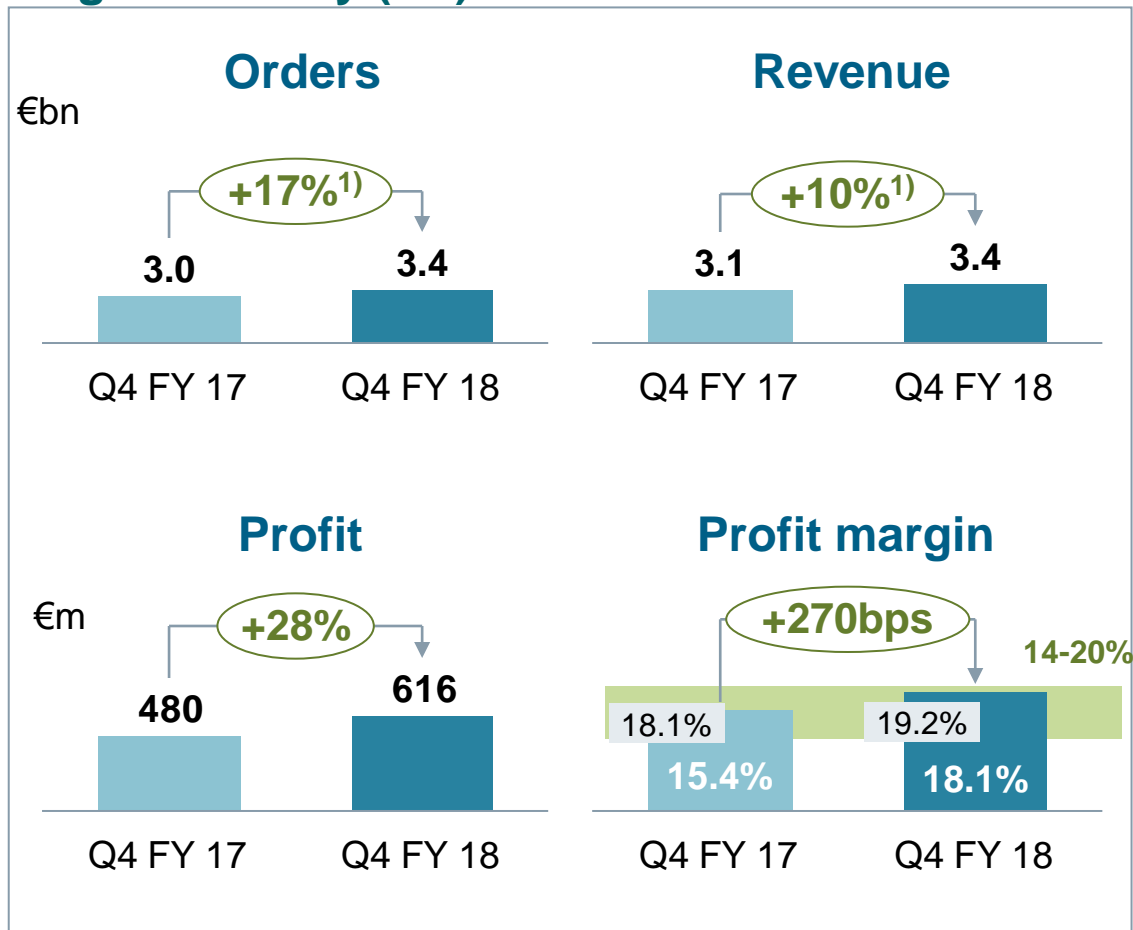 Orders
Revenue
€bn
+17%1)
+10%1)
3.0
3.4
3.1
3.4
Q4 FY 17
Q4 FY 18
Q4 FY 17
Q4 FY 18
Profit
Profit margin
€m
+28%
+270bps
14-20%
480
616
18.1%
19.2%
15.4%
18.1%
Q4 FY 17
Q4 FY 18
Q4 FY 17
Q4 FY 18